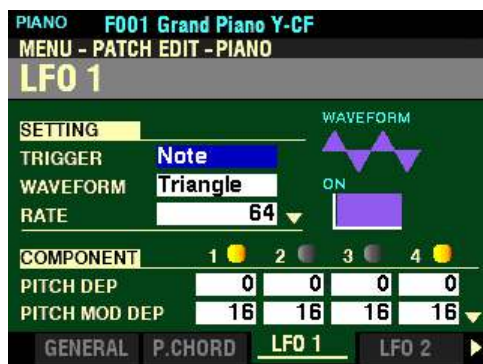 PIANO F001 Grand Piano Y-CF
MENU - PATCH EDIT - PIANO
LFO 1
WAVEFORM
SETTING
TRIGGER Note
WAVEFORM Triangle
ON
RATE 64
COMPONENT 1 2 3 4
PITCH DEP 0 0 0 0
PITCH MOD DEP 16 16 16 16
GENERAL P.CHORD LFO 1 LFO 2